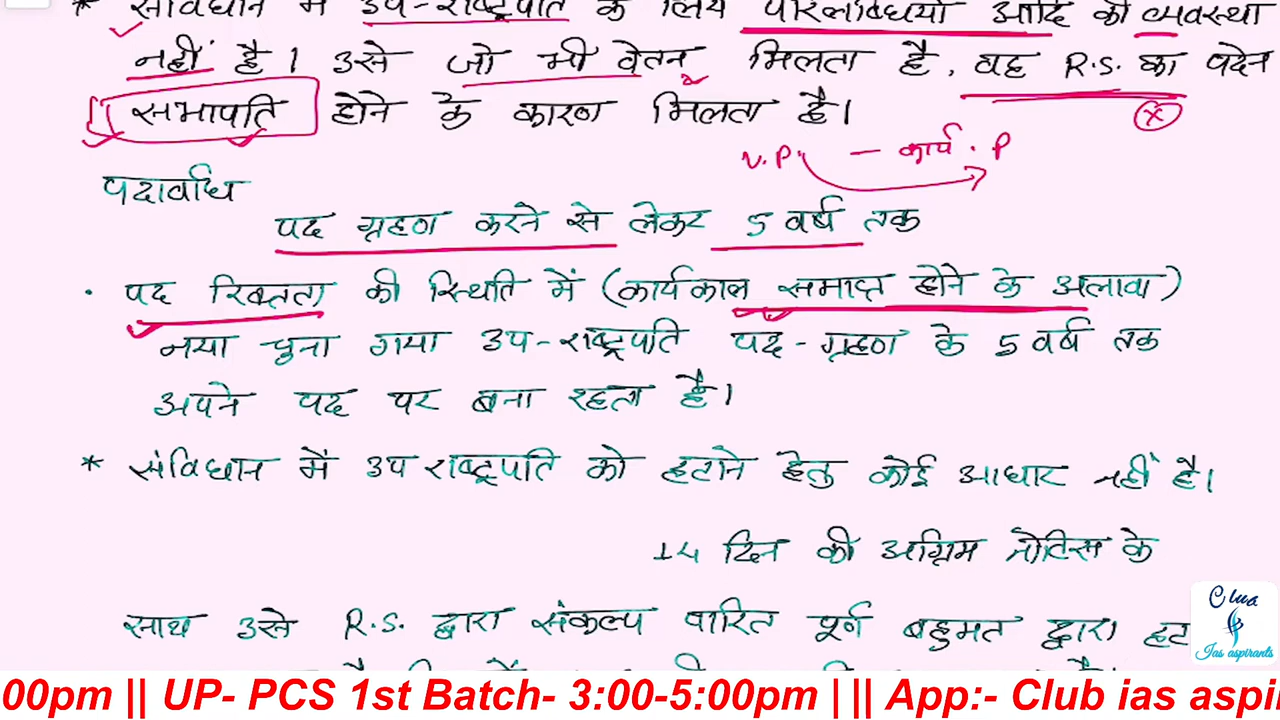 * संविधान में उप-राष्ट्रपति के लिये परिलब्धियों आदि की व्यवस्था
नहीं है। उसे जो भी वेतन मिलता है, वह R.S. का पदेन
सभापति होने के कारण मिलता है।
V.P. — कार्य. P
पदावधि
पद ग्रहण करने से लेकर 5 वर्ष तक
· पद रिक्तता की स्थिति में (कार्यकाल समाप्त होने के अलावा)
नया चुना गया उप-राष्ट्रपति पद-ग्रहण के 5 वर्ष तक
अपने पद पर बना रहता है।
* संविधान में उप राष्ट्रपति को हटाने हेतु कोई आधार नहीं है।
14 दिन की अग्रिम नोटिस के
साथ उसे R.S. द्वारा संकल्प पारित पूर्ण बहुमत द्वारा हट
Club
Ias aspirants
00pm || UP- PCS 1st Batch- 3:00-5:00pm | || App:- Club ias aspi